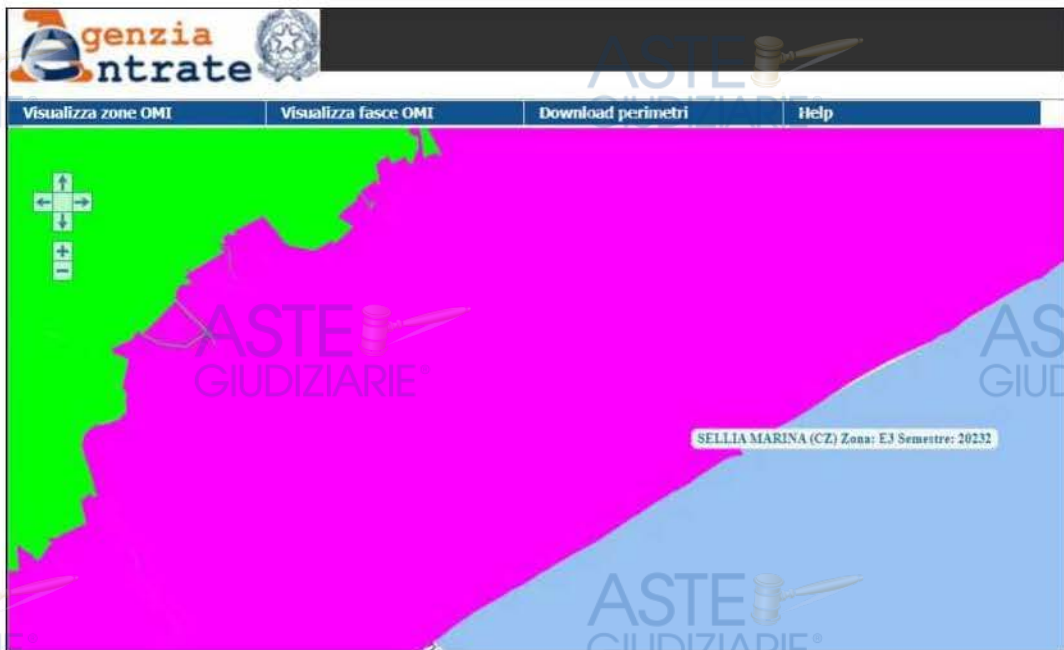 Agenzia
Entrate
ASTE
GIUDIZIARIE®
Visualizza zone OMI Visualizza fasce OMI Download perimetri Help
ASTE
GIUDIZIARIE®
AS
GIUD
SELLIA MARINA (CZ) Zona: E3 Semestre: 20232
ASTE
GIUDIZIARIE®